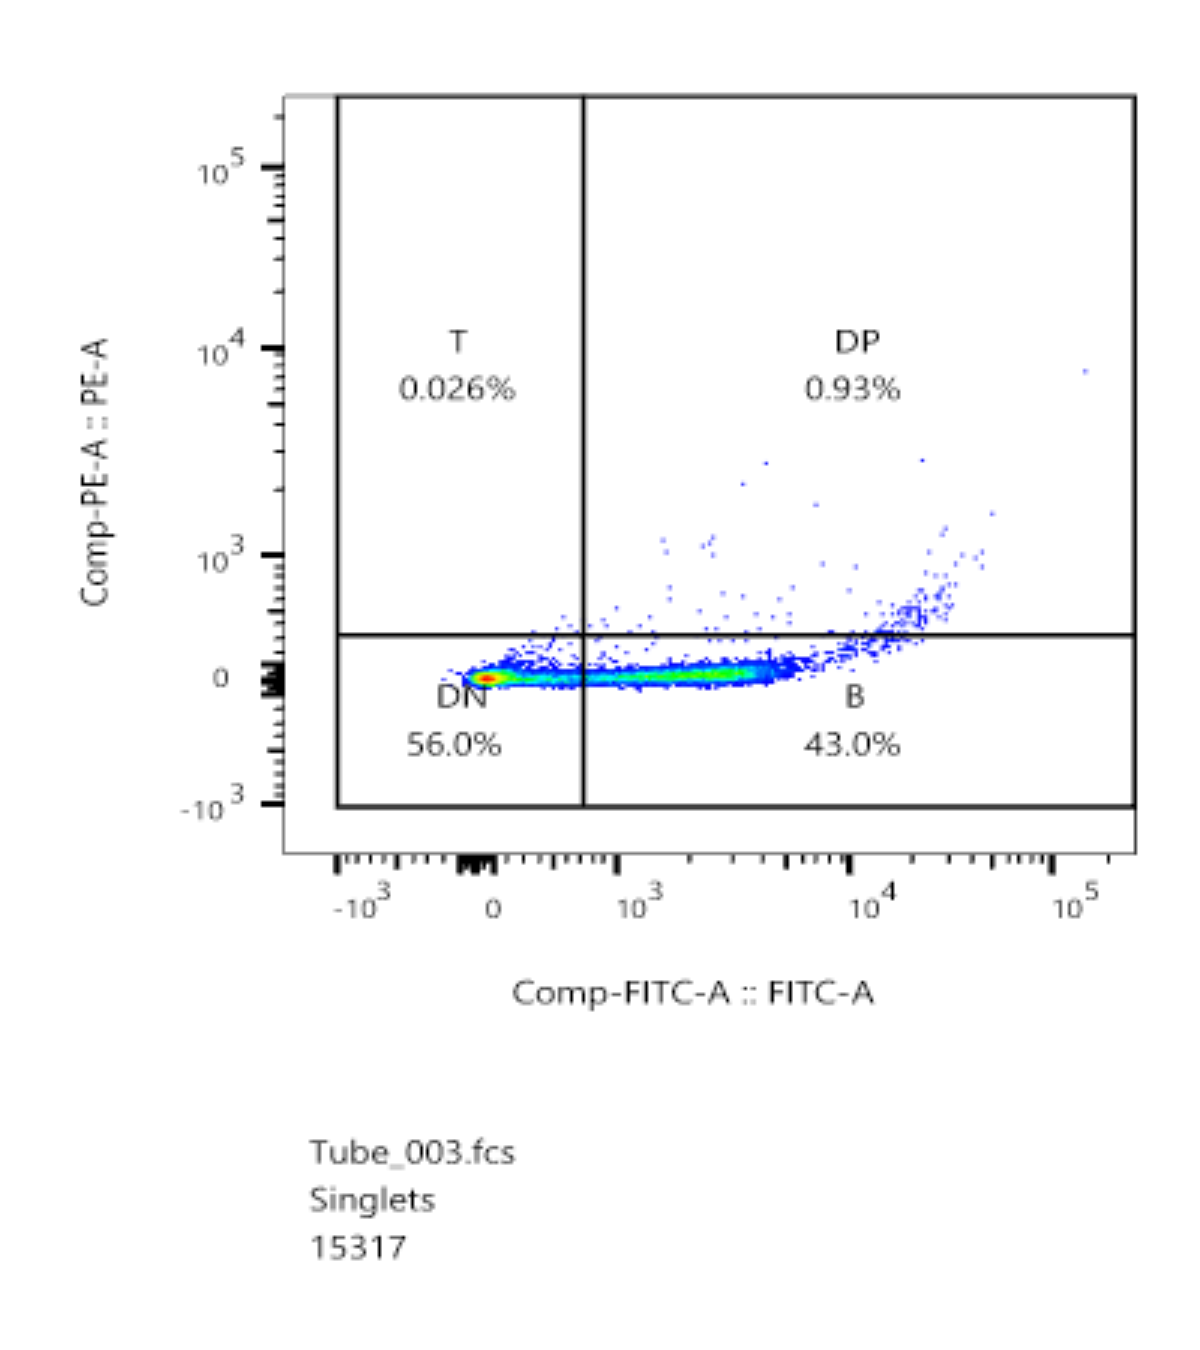 10^5
10^4
10^3
0
-10^3
Comp-PE-A :: PE-A
T
0.026%
DP
0.93%
DN
56.0%
B
43.0%
-10^3 0 10^3 10^4 10^5
Comp-FITC-A :: FITC-A
Tube_003.fcs
Singlets
15317